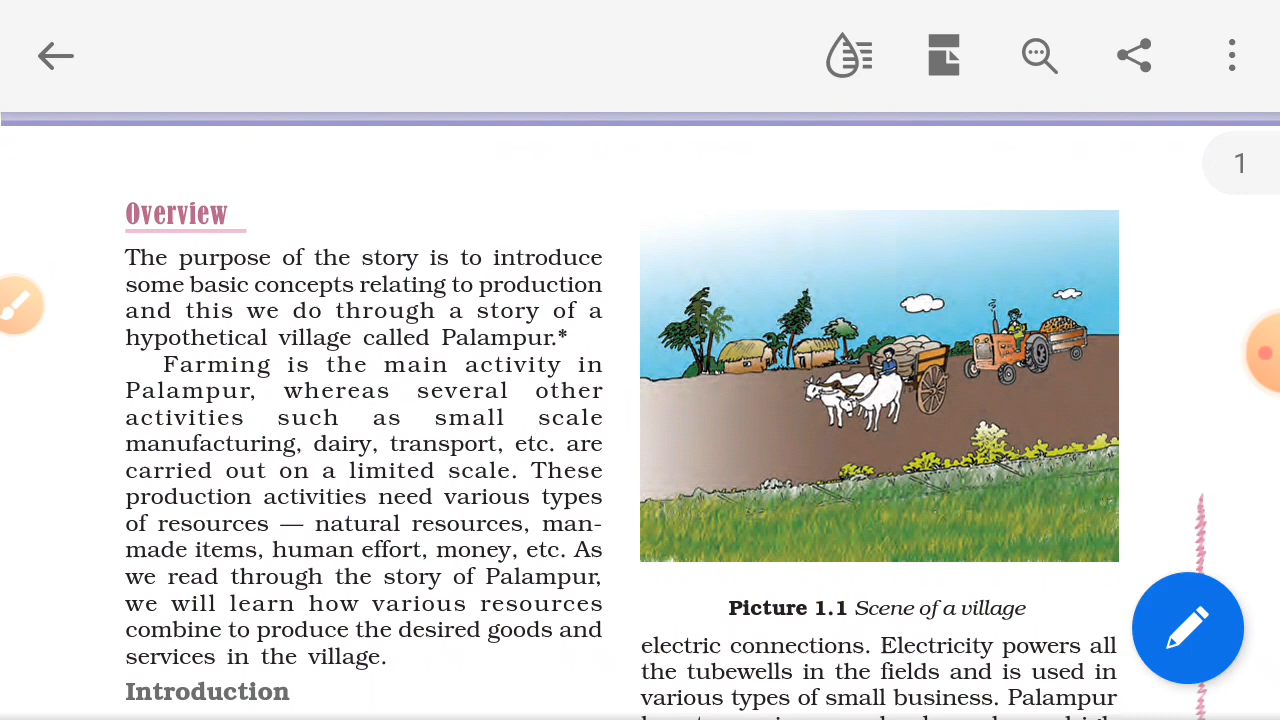 1
Overview
The purpose of the story is to introduce
some basic concepts relating to production
and this we do through a story of a
hypothetical village called Palampur.*
Farming is the main activity in
Palampur, whereas several other
activities such as small scale
manufacturing, dairy, transport, etc. are
carried out on a limited scale. These
production activities need various types
of resources — natural resources, man-
made items, human effort, money, etc. As
we read through the story of Palampur,
we will learn how various resources
combine to produce the desired goods and
services in the village.
Introduction
Picture 1.1 Scene of a village
electric connections. Electricity powers all
the tubewells in the fields and is used in
various types of small business. Palampur